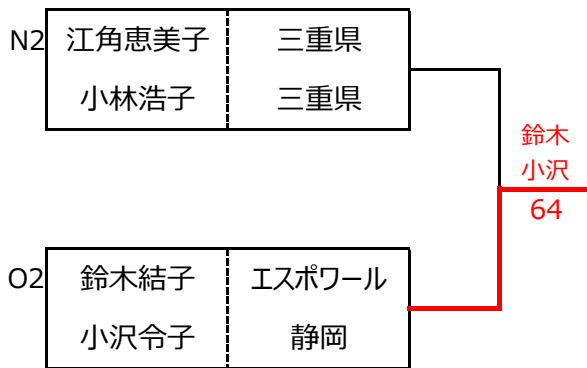 N2 江角恵美子 三重県
小林浩子 三重県
鈴木
小沢
64
O2 鈴木結子 エスポワール
小沢令子 静岡